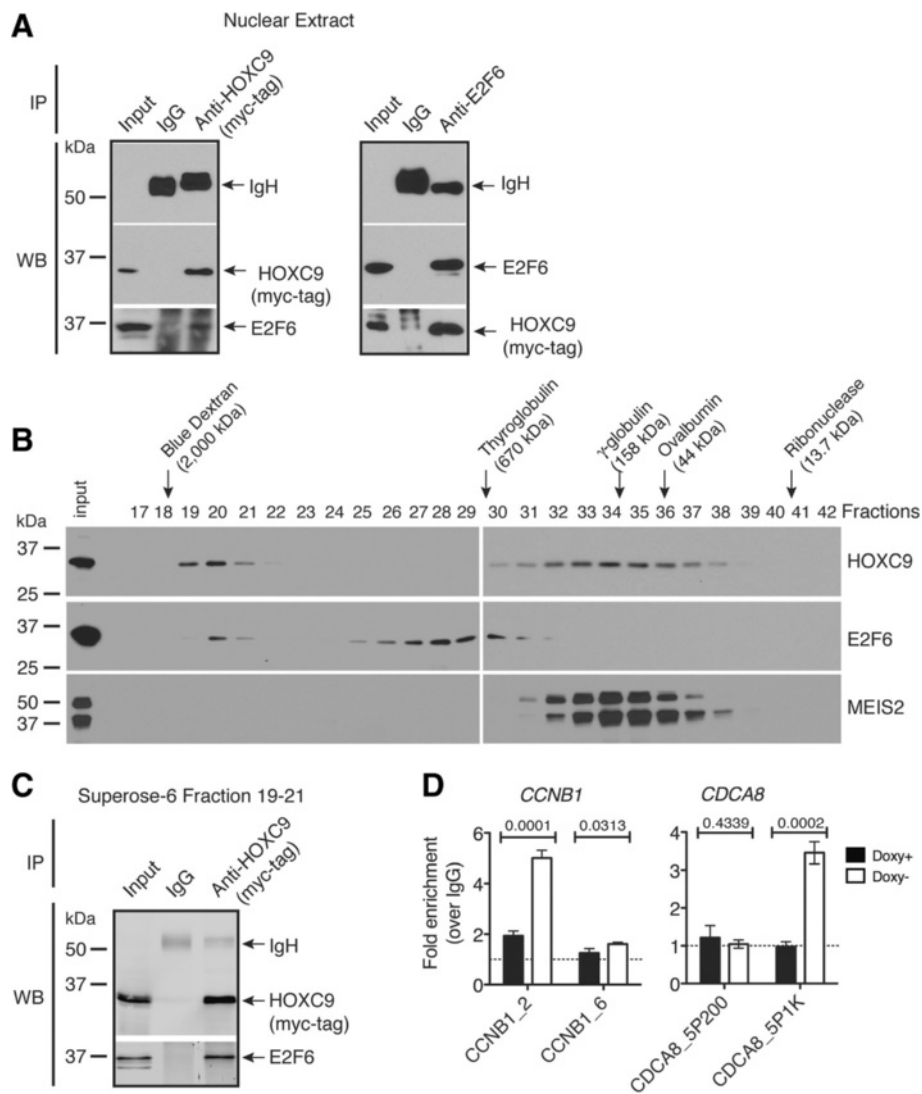 A
Nuclear Extract
IP
Input
IgG
Anti-HOXC9
(myc-tag)
Input
IgG
Anti-E2F6
kDa
WB
50
IgH
IgH
37
HOXC9
(myc-tag)
E2F6
37
E2F6
HOXC9
(myc-tag)
B
Blue Dextran
(2,000 kDa)
Thyroglobulin
(670 kDa)
γ-globulin
(158 kDa)
Ovalbumin
(44 kDa)
Ribonuclease
(13.7 kDa)
input
17 18 19 20 21 22 23 24 25 26 27 28 29 30 31 32 33 34 35 36 37 38 39 40 41 42 Fractions
kDa
37
HOXC9
25
37
E2F6
25
50
MEIS2
37
C
Superose-6 Fraction 19-21
IP
Input
IgG
Anti-HOXC9
(myc-tag)
kDa
WB
50
IgH
37
HOXC9
(myc-tag)
37
E2F6
D
CCNB1
CDCA8
0.0001
0.0313
0.4339
0.0002
Fold enrichment
(over IgG)
6
4
2
0
4
3
2
1
0
Doxy+
Doxy-
CCNB1_2
CCNB1_6
CDCA8_5P200
CDCA8_5P1K